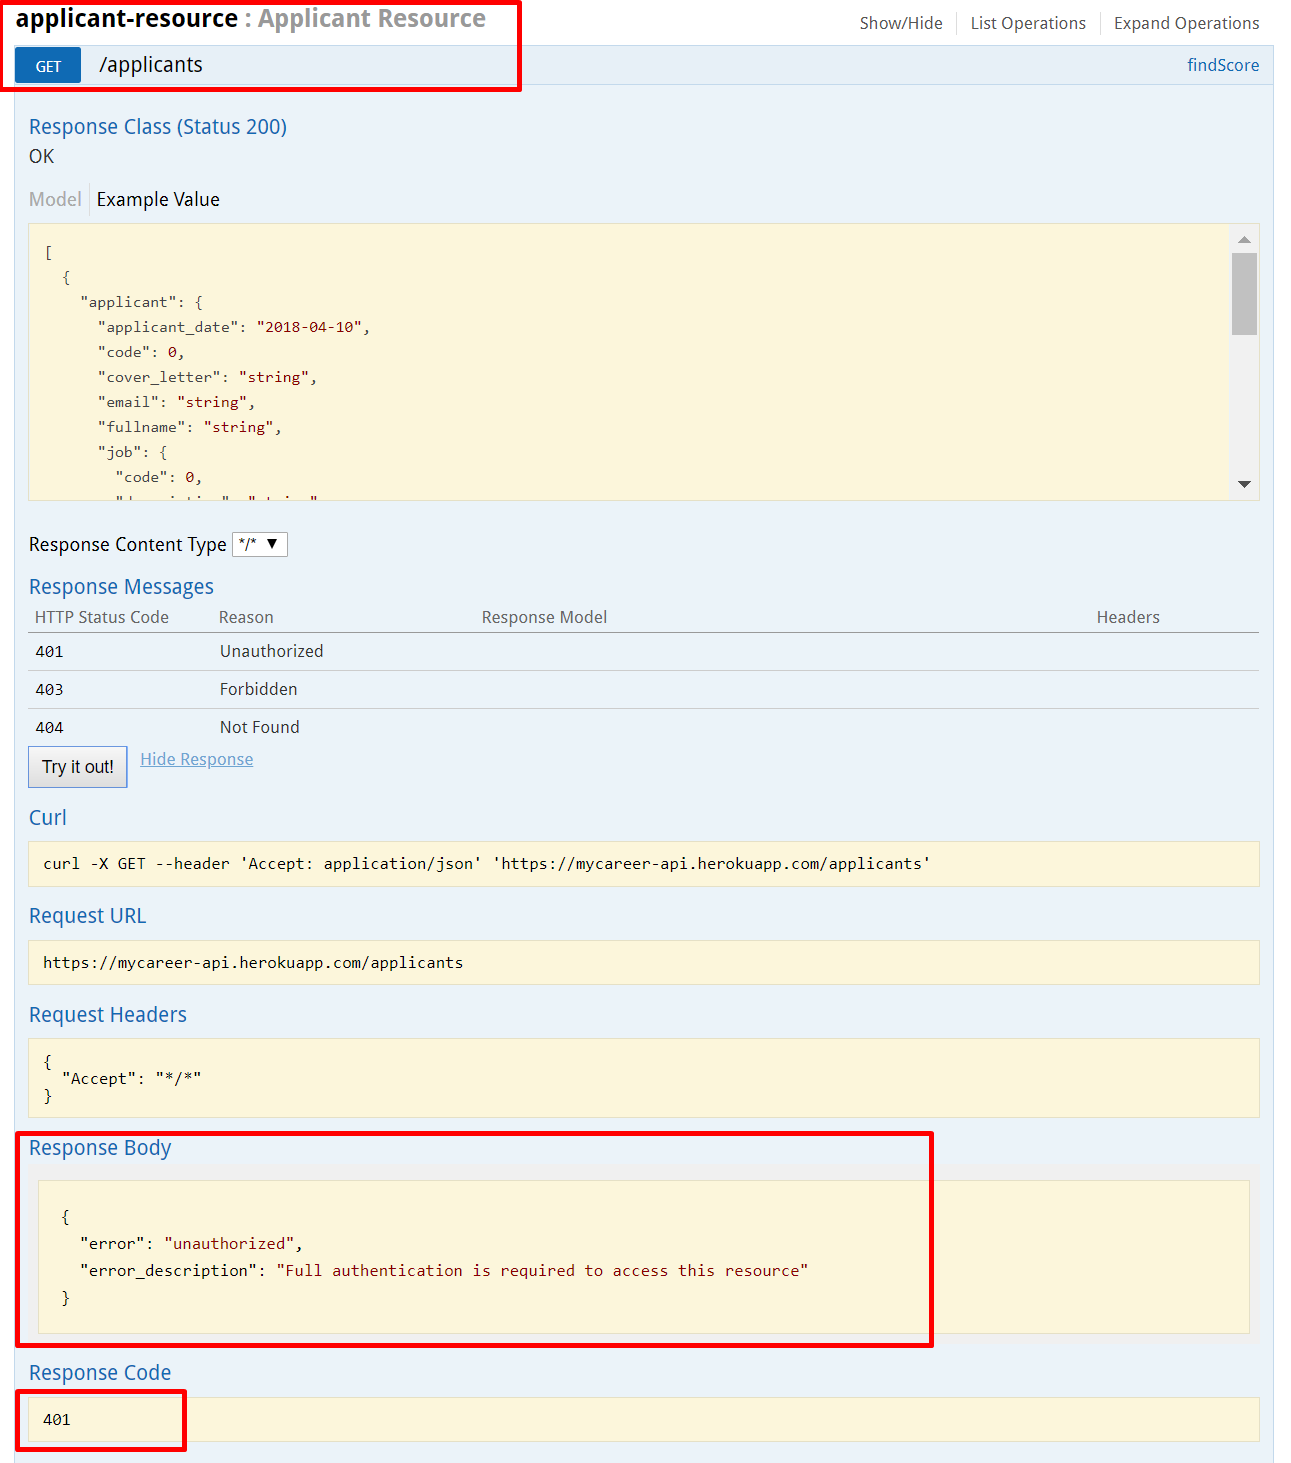 applicant-resource : Applicant Resource
Show/Hide
List Operations
Expand Operations
GET
/applicants
findScore
Response Class (Status 200)
OK
Model
Example Value
[
{
"applicant": {
"applicant_date": "2018-04-10",
"code": 0,
"cover_letter": "string",
"email": "string",
"fullname": "string",
"job": {
"code": 0,
Response Content Type */*
Response Messages
HTTP Status Code Reason Response Model Headers
401 Unauthorized
403 Forbidden
404 Not Found
Try it out! Hide Response
Curl
curl -X GET --header 'Accept: application/json' 'https://mycareer-api.herokuapp.com/applicants'
Request URL
https://mycareer-api.herokuapp.com/applicants
Request Headers
{
"Accept": "*/*"
}
Response Body
{
"error": "unauthorized",
"error_description": "Full authentication is required to access this resource"
}
Response Code
401